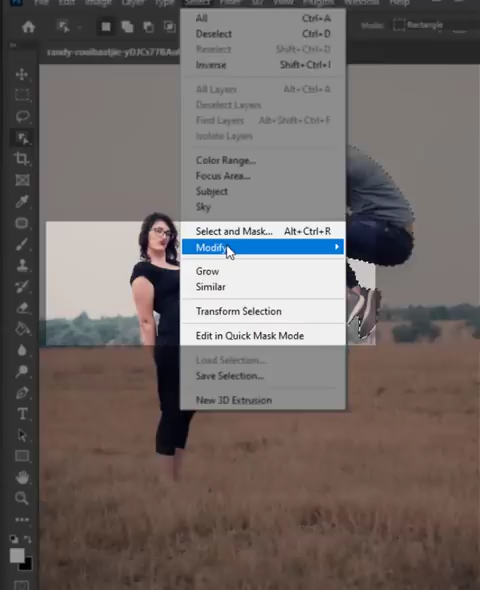 Ps File Edit Image Layer Type Select Filter 3D View Plugins Window Help
Mode: Rectangle
All Ctrl+A
Deselect Ctrl+D
Reselect Shift+Ctrl+D
Inverse Shift+Ctrl+I
All Layers Alt+Ctrl+A
Deselect Layers
Find Layers Alt+Shift+Ctrl+F
Isolate Layers
Color Range...
Focus Area...
Subject
Sky
Select and Mask... Alt+Ctrl+R
Modify
Grow
Similar
Transform Selection
Edit in Quick Mask Mode
Load Selection...
Save Selection...
New 3D Extrusion